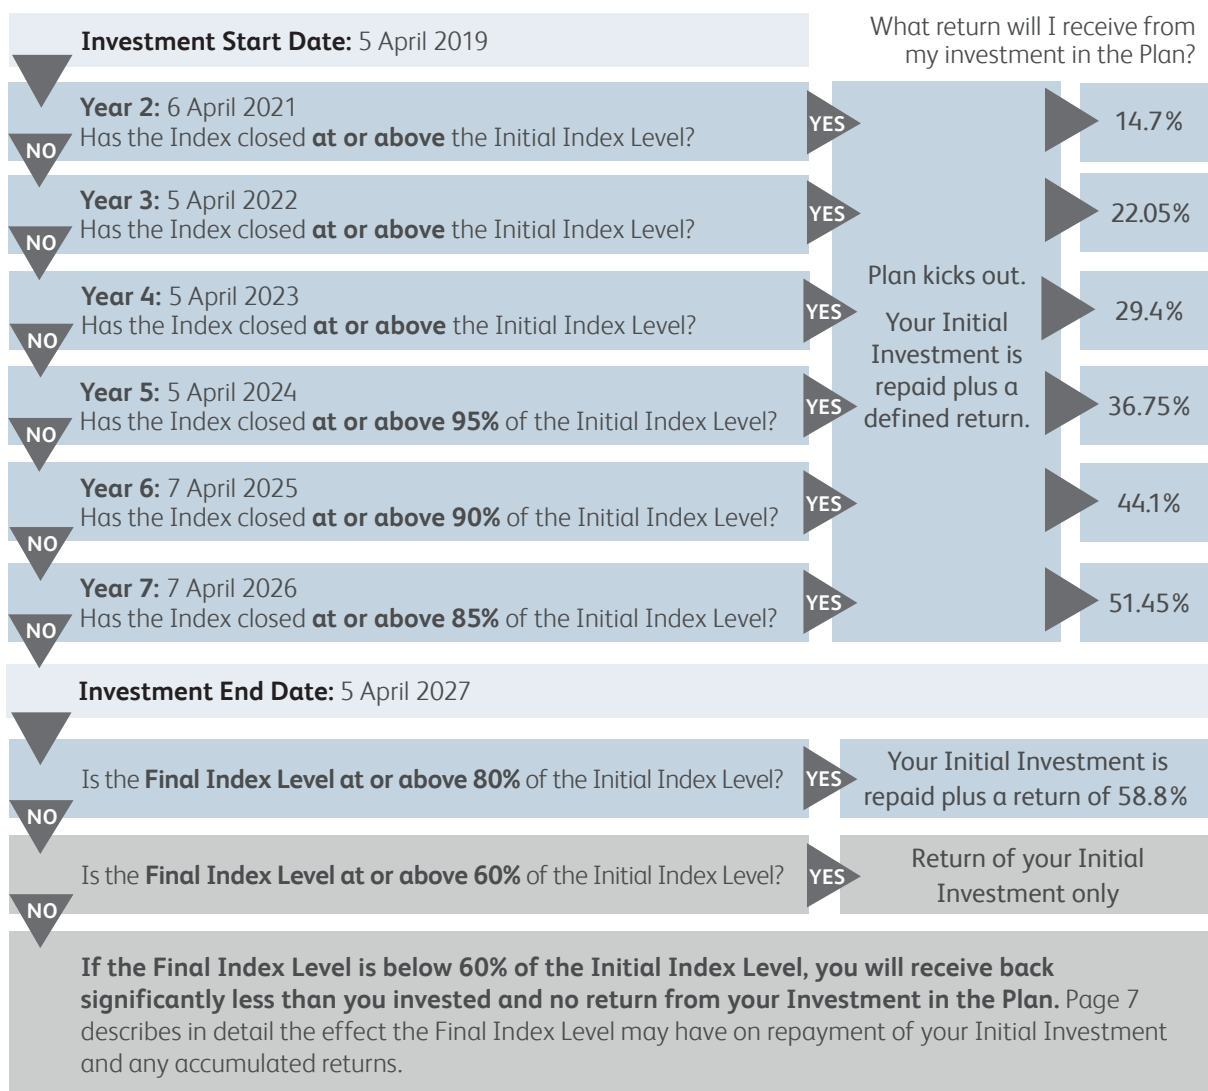 Investment Start Date: 5 April 2019
What return will I receive from
my investment in the Plan?
Year 2: 6 April 2021
Has the Index closed at or above the Initial Index Level?
YES
14.7%
NO
Year 3: 5 April 2022
Has the Index closed at or above the Initial Index Level?
YES
22.05%
NO
Year 4: 5 April 2023
Has the Index closed at or above the Initial Index Level?
YES
29.4%
NO
Year 5: 5 April 2024
Has the Index closed at or above 95% of the Initial Index Level?
YES
36.75%
NO
Year 6: 7 April 2025
Has the Index closed at or above 90% of the Initial Index Level?
YES
44.1%
NO
Year 7: 7 April 2026
Has the Index closed at or above 85% of the Initial Index Level?
YES
51.45%
NO
Plan kicks out.
Your Initial
Investment is
repaid plus a
defined return.
Investment End Date: 5 April 2027
Is the Final Index Level at or above 80% of the Initial Index Level?
YES
Your Initial Investment is
repaid plus a return of 58.8%
NO
Is the Final Index Level at or above 60% of the Initial Index Level?
YES
Return of your Initial
Investment only
NO
If the Final Index Level is below 60% of the Initial Index Level, you will receive back
significantly less than you invested and no return from your Investment in the Plan. Page 7
describes in detail the effect the Final Index Level may have on repayment of your Initial Investment
and any accumulated returns.